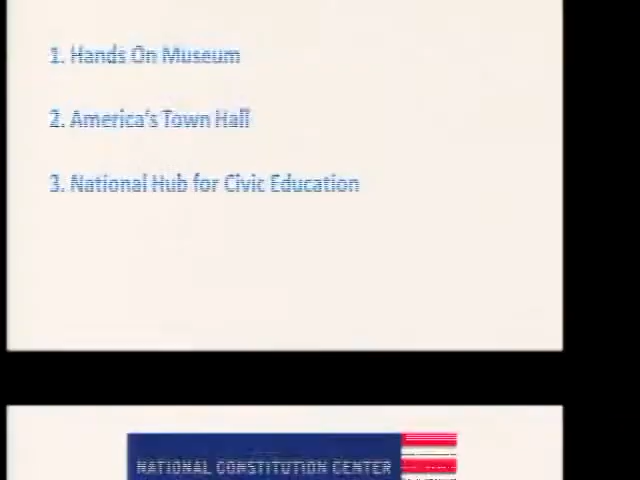 1. Hands On Museum
2. America's Town Hall
3. National Hub for Civic Education
NATIONAL CONSTITUTION CENTER